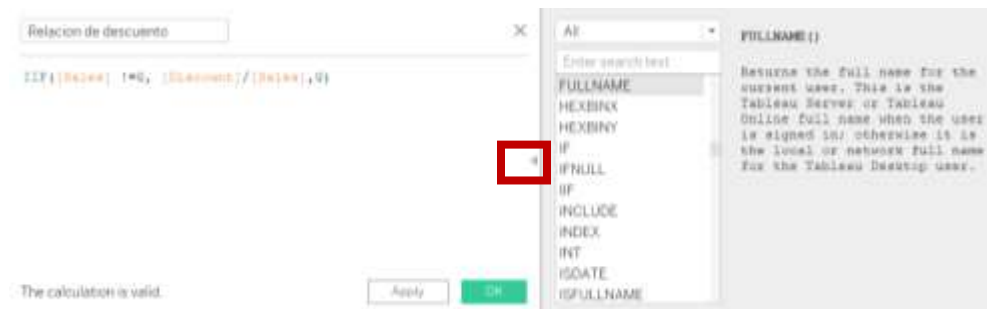 Relacion de descuento
IIF([Sales] !=0, [Discount]/[Sales],0)
The calculation is valid.
Apply
OK
All
Enter search text
FULLNAME
HEXBINX
HEXBINY
IF
IFNULL
IIF
INCLUDE
INDEX
INT
ISDATE
ISFULLNAME
FULLNAME()
Returns the full name for the
current user. This is the
Tableau Server or Tableau
Online full name when the user
is signed in; otherwise it is
the local or network full name
for the Tableau Desktop user.